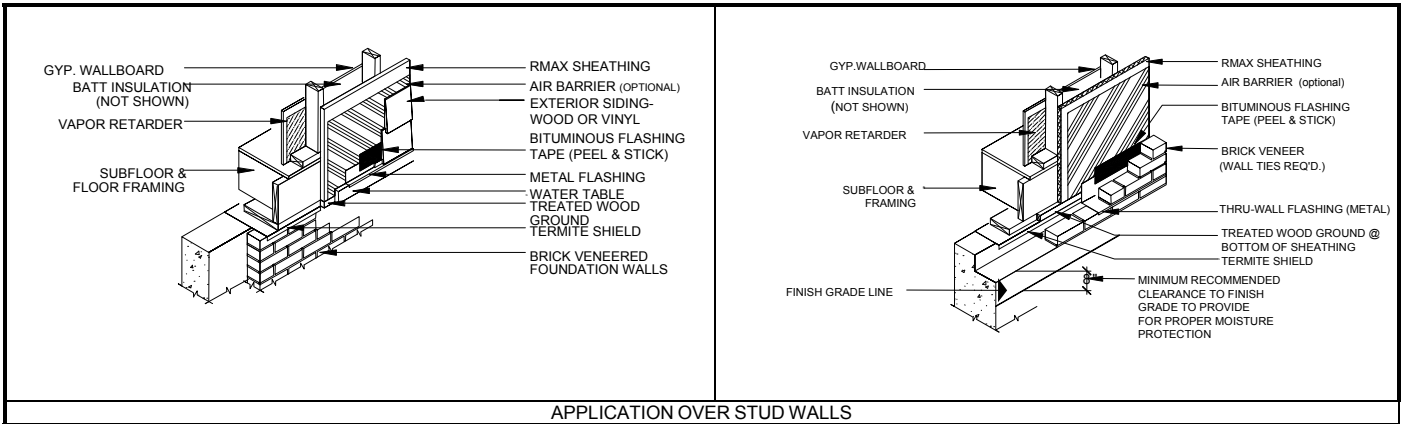 GYP. WALLBOARD
BATT INSULATION
(NOT SHOWN)
VAPOR RETARDER
SUBFLOOR &
FLOOR FRAMING
RMAX SHEATHING
AIR BARRIER (OPTIONAL)
EXTERIOR SIDING-
WOOD OR VINYL
BITUMINOUS FLASHING
TAPE (PEEL & STICK)
METAL FLASHING
WATER TABLE
TREATED WOOD
GROUND
TERMITE SHIELD
BRICK VENEERED
FOUNDATION WALLS
GYP.WALLBOARD
BATT INSULATION
(NOT SHOWN)
VAPOR RETARDER
SUBFLOOR &
FRAMING
FINISH GRADE LINE
RMAX SHEATHING
AIR BARRIER (optional)
BITUMINOUS FLASHING
TAPE (PEEL & STICK)
BRICK VENEER
(WALL TIES REQ'D.)
THRU-WALL FLASHING (METAL)
TREATED WOOD GROUND @
BOTTOM OF SHEATHING
TERMITE SHIELD
MINIMUM RECOMMENDED
CLEARANCE TO FINISH
GRADE TO PROVIDE
FOR PROPER MOISTURE
PROTECTION
APPLICATION OVER STUD WALLS